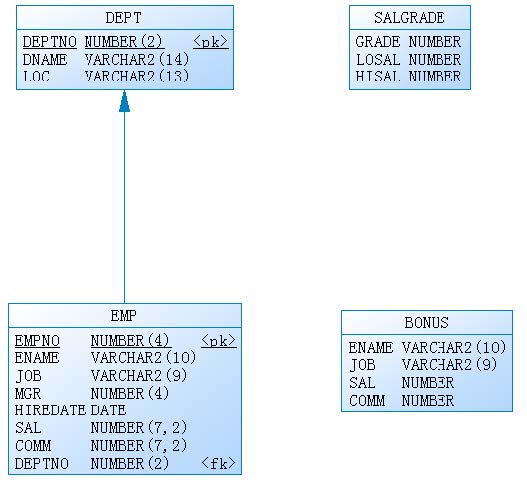 DEPT
DEPTNO NUMBER(2) <pk>
DNAME VARCHAR2(14)
LOC VARCHAR2(13)
SALGRADE
GRADE NUMBER
LOSAL NUMBER
HISAL NUMBER
EMP
EMPNO NUMBER(4) <pk>
ENAME VARCHAR2(10)
JOB VARCHAR2(9)
MGR NUMBER(4)
HIREDATE DATE
SAL NUMBER(7,2)
COMM NUMBER(7,2)
DEPTNO NUMBER(2) <fk>
BONUS
ENAME VARCHAR2(10)
JOB VARCHAR2(9)
SAL NUMBER
COMM NUMBER